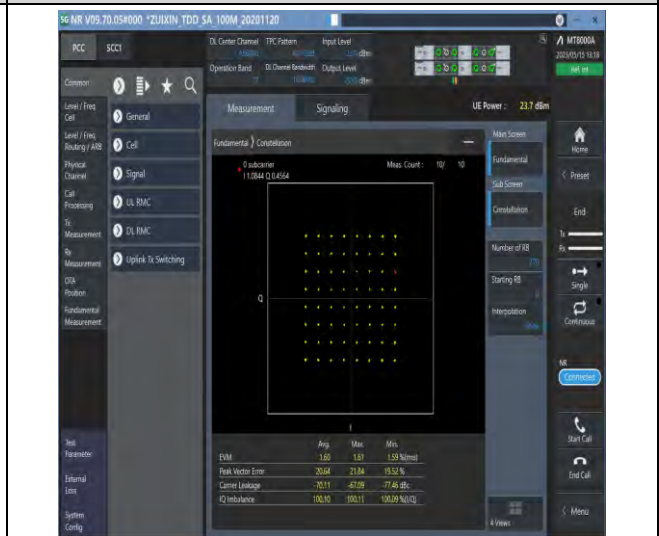 5G NR V09.70.05#000 *ZUIXIN_TDD SA_100M 20201120
PCC SCC1
DL Center Channel TPC Pattern Input Level
dBm
Operation Band DL Channel Bandwidth Output Level
dBm
MT8000A
2023/05/15
Common
Level / Freq.
Cell
Level / Freq.
Routing / ARB
Physical
Channel
Call
Processing
Tx
Measurement
Rx
Measurement
OTA
Position
Fundamental
Measurement
Test
Parameter
External
Loss
System
Config
General
Cell
Signal
UL RMC
DL RMC
Uplink Tx Switching
Measurement Signaling UE Power : 23.7 dBm
Fundamental Constellation
0 subcarrier Meas. Count : 10/ 10
I 1.0844 Q 0.4564
Q
I
Avg. Max. Min.
EVM 1.60 1.61 1.59 %(rms)
Peak Vector Error 20.64 21.84 19.52 %
Carrier Leakage -70.11 -67.09 -77.46 dBc
IQ Imbalance 100.10 100.11 100.09 %(I/Q)
Main Screen
Fundamental
Sub Screen
Constellation
Number of RB
Starting RB
Interpolation
4 Views
Home
Preset
End
Tx
Rx
Single
Continuous
NR
Connected
Start Call
End Call
Menu